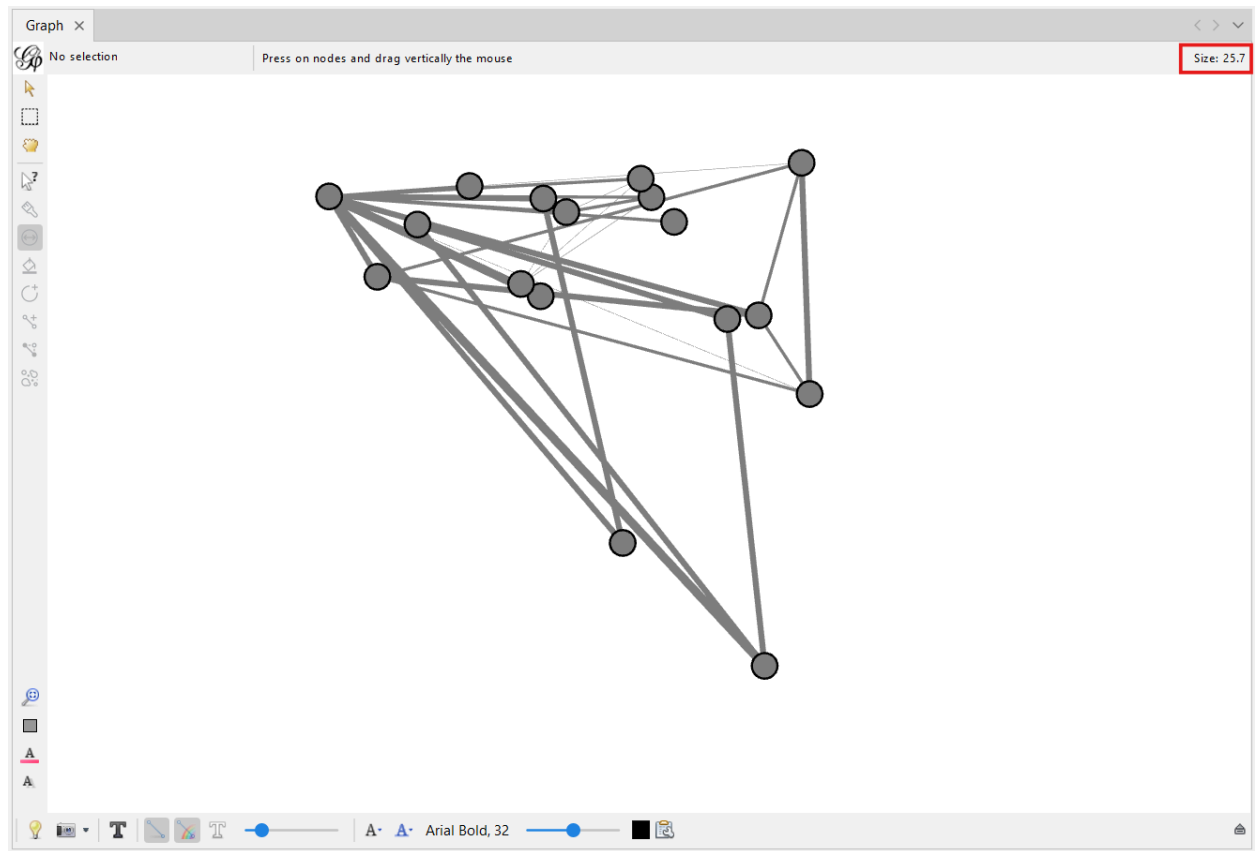 Graph
No selection
Press on nodes and drag vertically the mouse
Size: 25.7
?
T
T
A
A
A- A- Arial Bold, 32